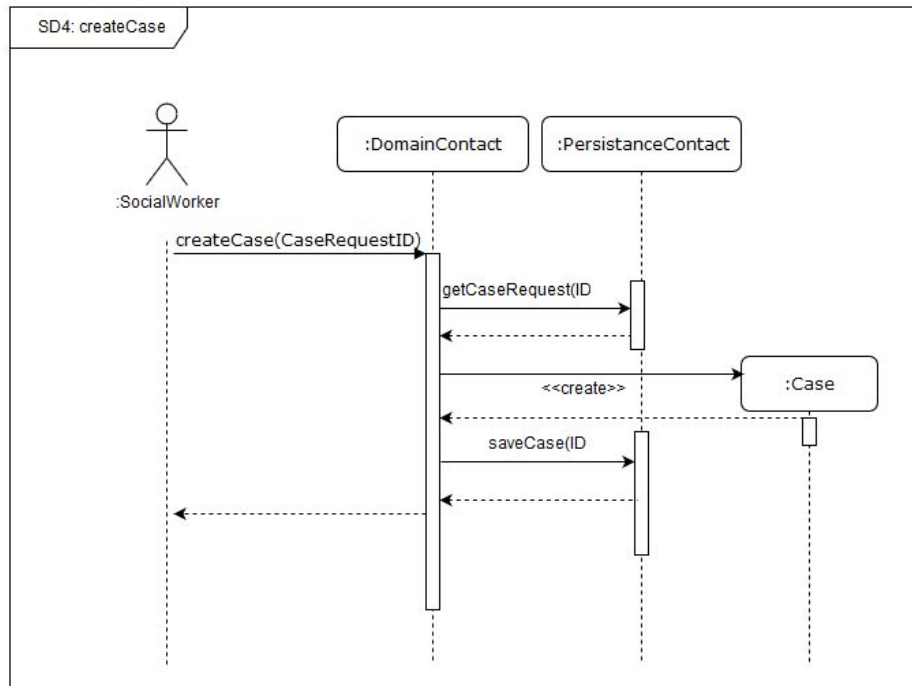 SD4: createCase
:DomainContact
:PersistanceContact
:SocialWorker
createCase(CaseRequestID)
getCaseRequest(ID
:Case
<<create>>
saveCase(ID